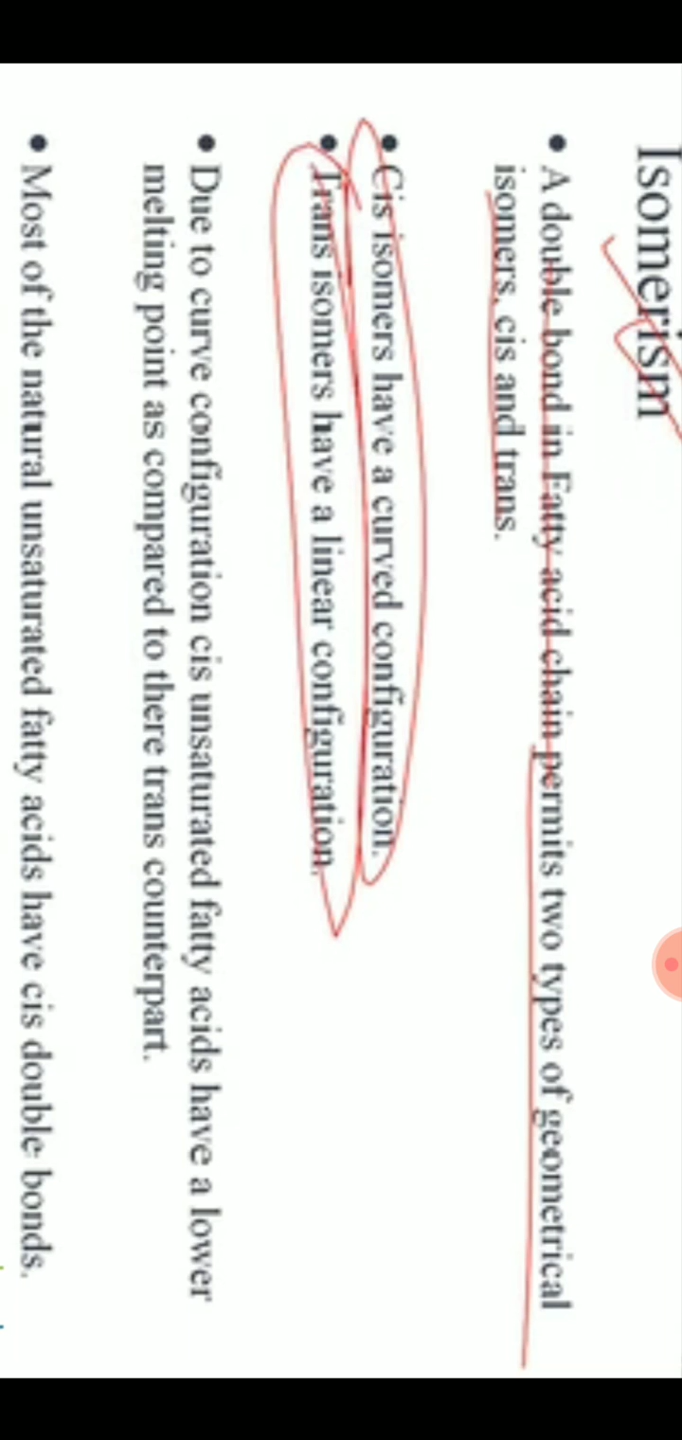 Isomerism
• A double bond in Fatty acid chain permits two types of geometrical
isomers, cis and trans.
• Cis isomers have a curved configuration.
• Trans isomers have a linear configuration.
• Due to curve configuration cis unsaturated fatty acids have a lower
melting point as compared to there trans counterpart.
• Most of the natural unsaturated fatty acids have cis double bonds.